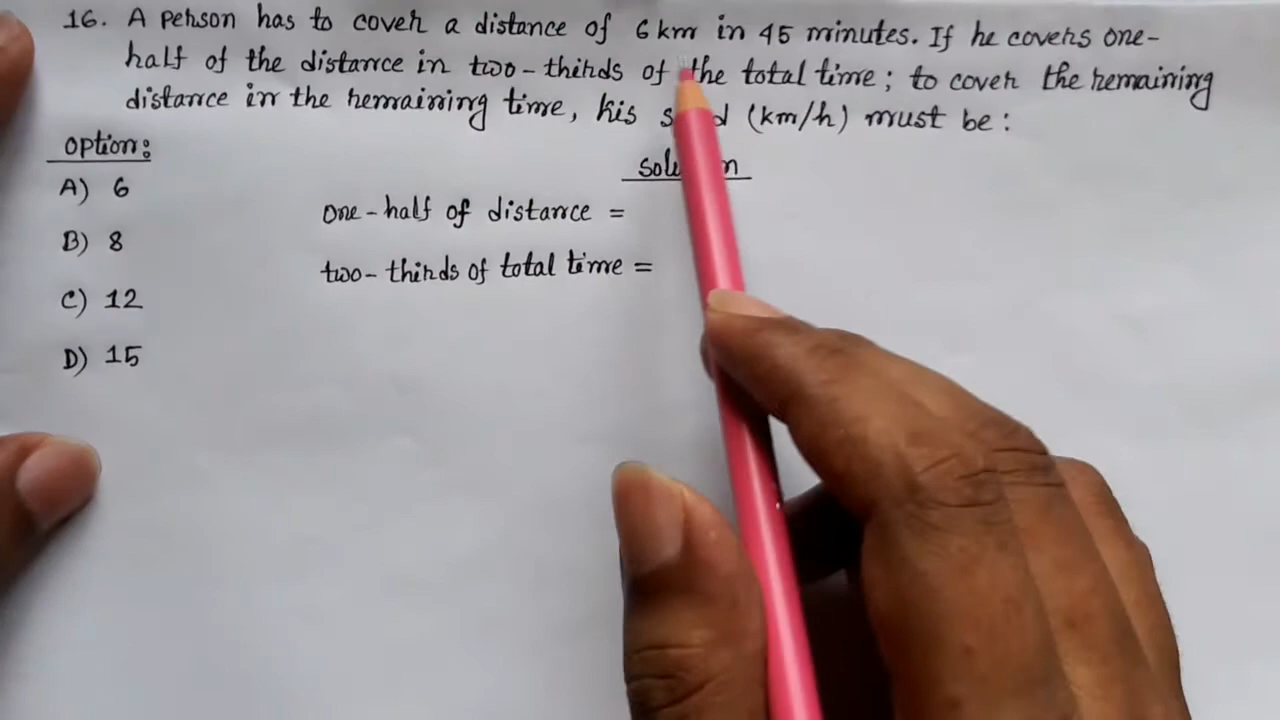 16. A person has to cover a distance of 6 km in 45 minutes. If he covers one-
half of the distance in two-thirds of the total time; to cover the remaining
distance in the remaining time, his (km/h) must be:
Option:
A) 6
B) 8
C) 12
D) 15
one-half of distance =
two-thirds of total time =